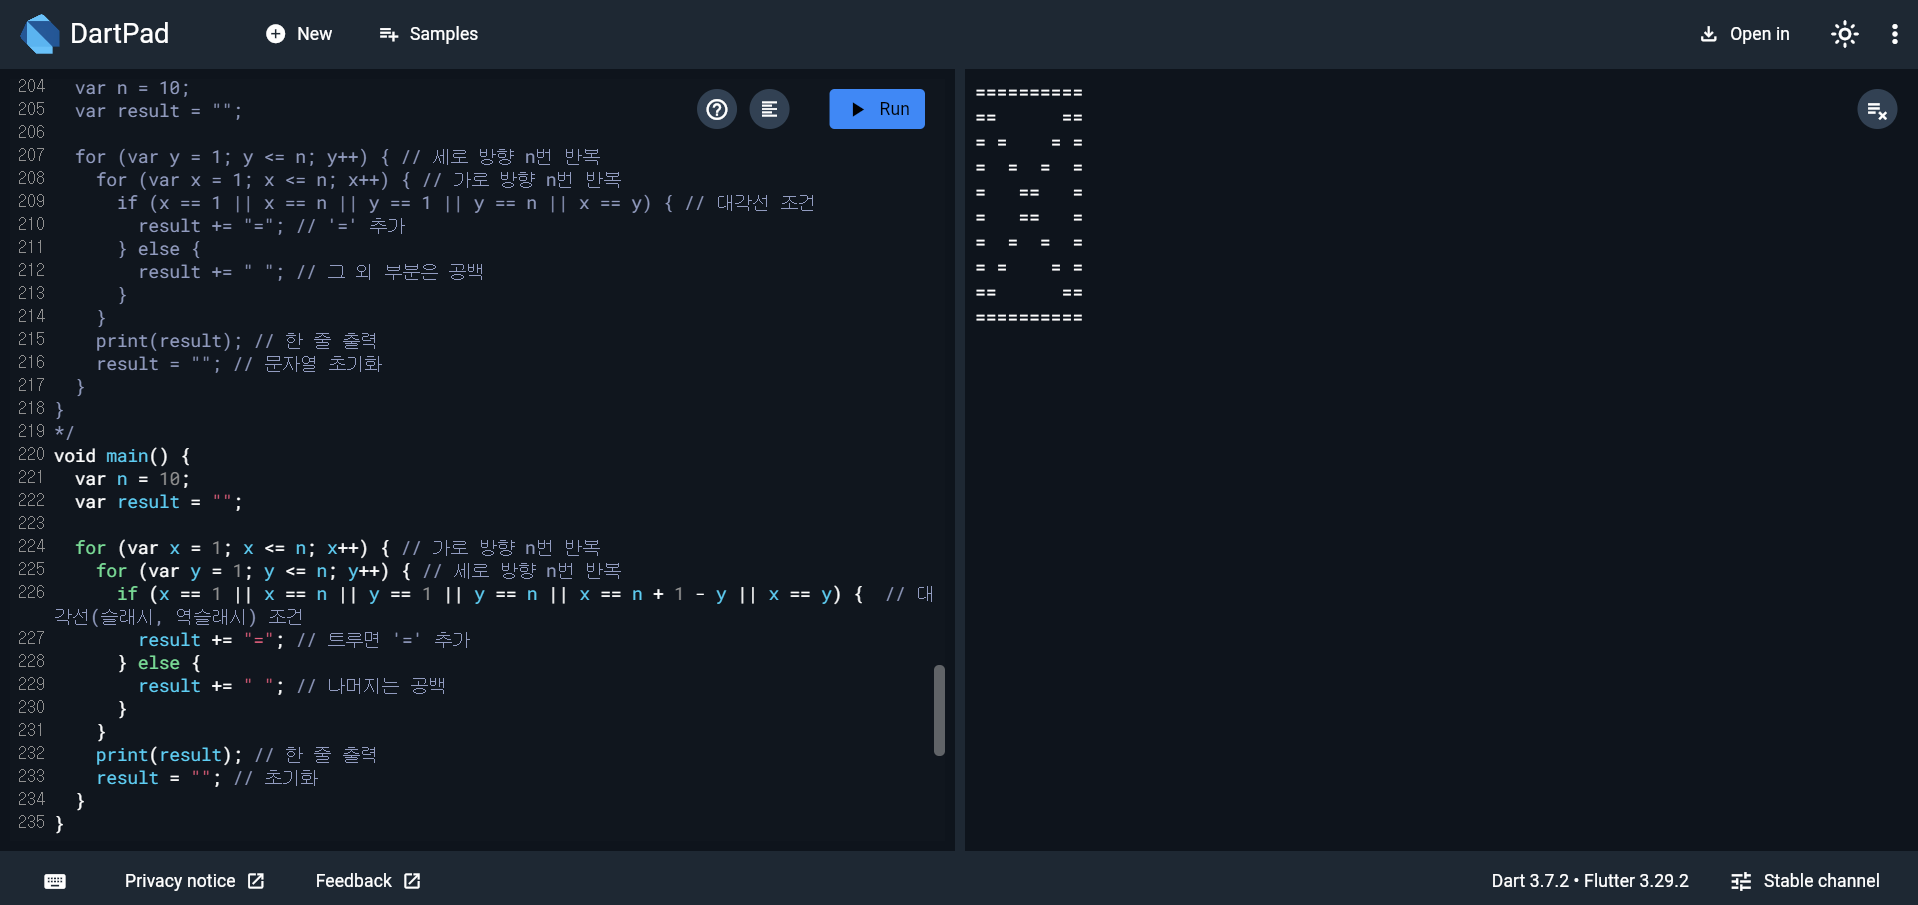 DartPad
New
Samples
Open in
204   var n = 10;
205   var result = "";
206
207   for (var y = 1; y <= n; y++) { // 세로 방향 n번 반복
208     for (var x = 1; x <= n; x++) { // 가로 방향 n번 반복
209       if (x == 1 || x == n || y == 1 || y == n || x == y) { // 대각선 조건
210         result += "="; // '=' 추가
211       } else {
212         result += " "; // 그 외 부분은 공백
213       }
214     }
215     print(result); // 한 줄 출력
216     result = ""; // 문자열 초기화
217   }
218 }
219 */
220 void main() {
221   var n = 10;
222   var result = "";
223
224   for (var x = 1; x <= n; x++) { // 가로 방향 n번 반복
225     for (var y = 1; y <= n; y++) { // 세로 방향 n번 반복
226       if (x == 1 || x == n || y == 1 || y == n || x == n + 1 - y || x == y) {  // 대
각선(슬래시, 역슬래시) 조건
227         result += "="; // 트루면 '=' 추가
228       } else {
229         result += " "; // 나머지는 공백
230       }
231     }
232     print(result); // 한 줄 출력
233     result = ""; // 초기화
234   }
235 }
Run
==========
==      ==
= =    = =
=  =  =  =
=   ==   =
=   ==   =
=  =  =  =
= =    = =
==      ==
==========
Privacy notice
Feedback
Dart 3.7.2 • Flutter 3.29.2
Stable channel